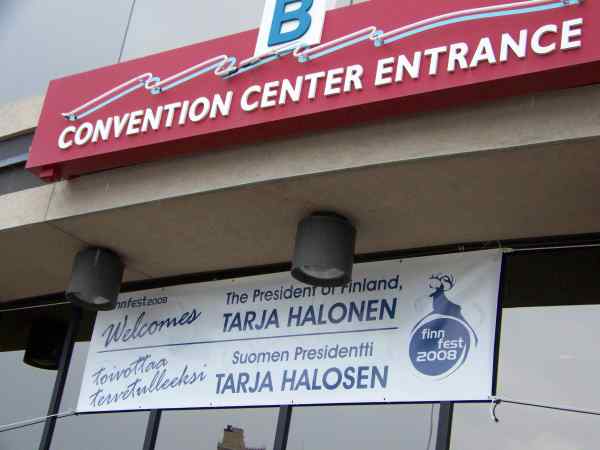 B
CONVENTION CENTER ENTRANCE
finnfest2008
Welcomes
The President of Finland,
TARJA HALONEN
toivottaa
tervetulleeksi
Suomen Presidentti
TARJA HALOSEN
finn
fest
2008